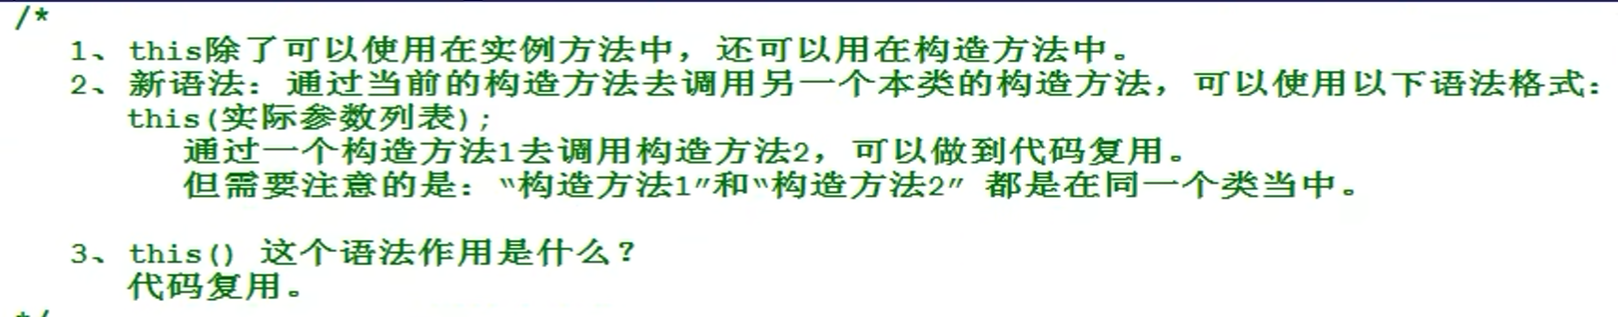 /*
1、this除了可以使用在实例方法中，还可以用在构造方法中。
2、新语法：通过当前的构造方法去调用另一个本类的构造方法，可以使用以下语法格式：
this(实际参数列表);
通过一个构造方法1去调用构造方法2，可以做到代码复用。
但需要注意的是：“构造方法1”和“构造方法2” 都是在同一个类当中。
3、this() 这个语法作用是什么？
代码复用。
*/